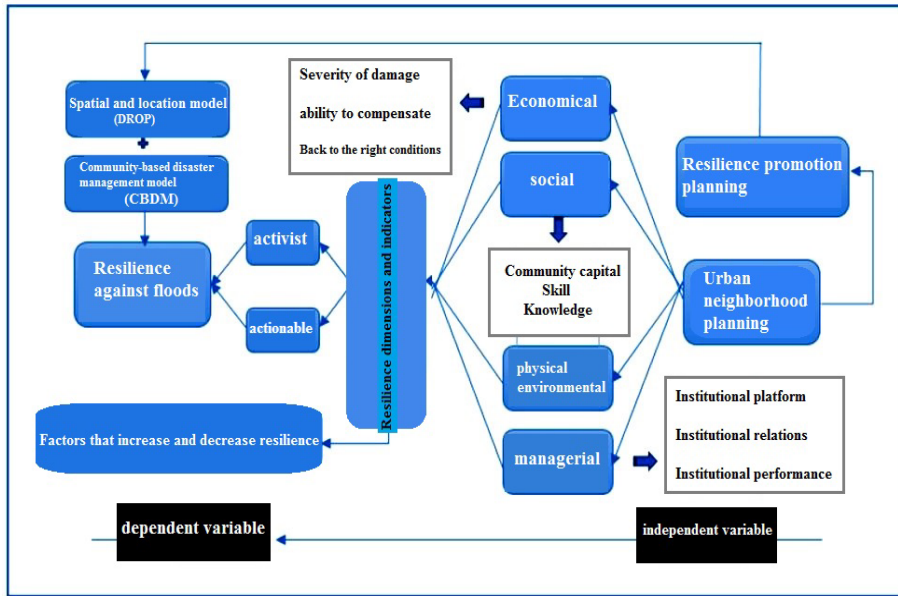 Spatial and location model
(DROP)
Community-based disaster
management model
(CBDM)
Resilience
against floods
activist
actionable
Factors that increase and decrease resilience
Resilience dimensions and indicators
Severity of damage
ability to compensate
Back to the right conditions
Economical
social
Community capital
Skill
Knowledge
physical
environmental
managerial
Institutional platform
Institutional relations
Institutional performance
Resilience promotion
planning
Urban
neighborhood
planning
dependent variable
independent variable